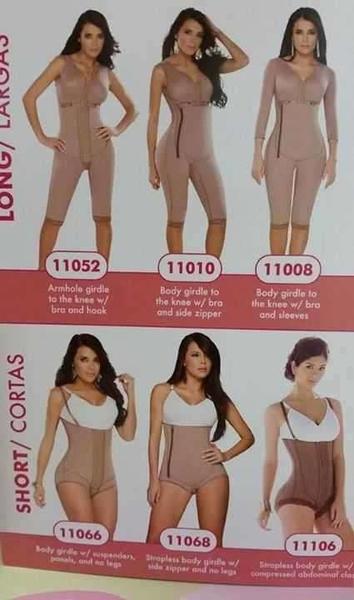 LONG/ LARGAS
11052
Armhole girdle
to the knee w/
bra and hook
11010
Body girdle to
the knee w/ bra
and side zipper
11008
Body girdle to
the knee w/ bra
and sleeves
SHORT/ CORTAS
11066
Body girdle w/ suspenders,
panels, and no legs
11068
Strapless body girdle w/
side zipper and no legs
11106
Strapless body girdle w/
compressed abdominal